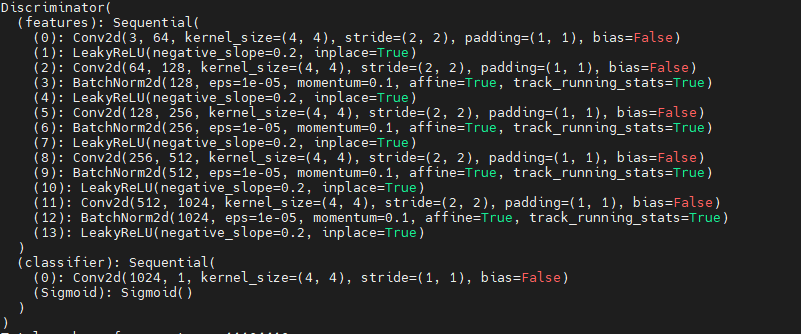 Discriminator(
  (features): Sequential(
    (0): Conv2d(3, 64, kernel_size=(4, 4), stride=(2, 2), padding=(1, 1), bias=False)
    (1): LeakyReLU(negative_slope=0.2, inplace=True)
    (2): Conv2d(64, 128, kernel_size=(4, 4), stride=(2, 2), padding=(1, 1), bias=False)
    (3): BatchNorm2d(128, eps=1e-05, momentum=0.1, affine=True, track_running_stats=True)
    (4): LeakyReLU(negative_slope=0.2, inplace=True)
    (5): Conv2d(128, 256, kernel_size=(4, 4), stride=(2, 2), padding=(1, 1), bias=False)
    (6): BatchNorm2d(256, eps=1e-05, momentum=0.1, affine=True, track_running_stats=True)
    (7): LeakyReLU(negative_slope=0.2, inplace=True)
    (8): Conv2d(256, 512, kernel_size=(4, 4), stride=(2, 2), padding=(1, 1), bias=False)
    (9): BatchNorm2d(512, eps=1e-05, momentum=0.1, affine=True, track_running_stats=True)
    (10): LeakyReLU(negative_slope=0.2, inplace=True)
    (11): Conv2d(512, 1024, kernel_size=(4, 4), stride=(2, 2), padding=(1, 1), bias=False)
    (12): BatchNorm2d(1024, eps=1e-05, momentum=0.1, affine=True, track_running_stats=True)
    (13): LeakyReLU(negative_slope=0.2, inplace=True)
  )
  (classifier): Sequential(
    (0): Conv2d(1024, 1, kernel_size=(4, 4), stride=(1, 1), bias=False)
    (Sigmoid): Sigmoid()
  )
)